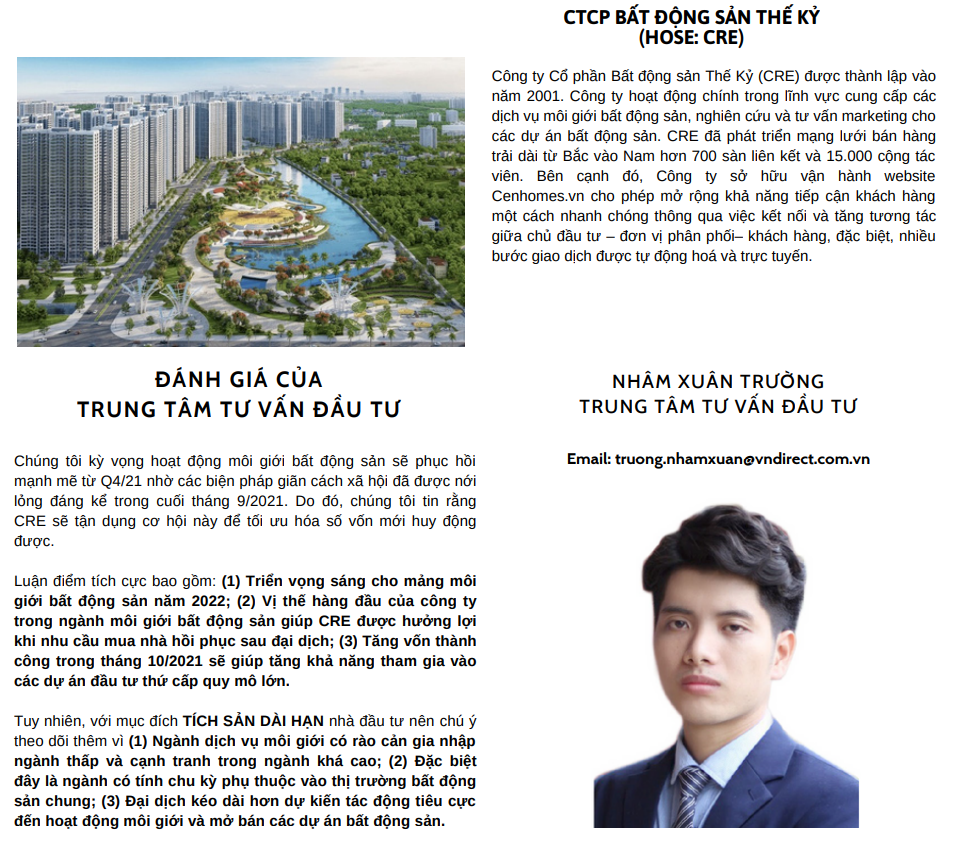 CTCP BẤT ĐỘNG SẢN THẾ KỶ
(HOSE: CRE)
Công ty Cổ phần Bất động sản Thế Kỷ (CRE) được thành lập vào
năm 2001. Công ty hoạt động chính trong lĩnh vực cung cấp các
dịch vụ môi giới bất động sản, nghiên cứu và tư vấn marketing cho
các dự án bất động sản. CRE đã phát triển mạng lưới bán hàng
trải dài từ Bắc vào Nam hơn 700 sàn liên kết và 15.000 cộng tác
viên. Bên cạnh đó, Công ty sở hữu vận hành website
Cenhomes.vn cho phép mở rộng khả năng tiếp cận khách hàng
một cách nhanh chóng thông qua việc kết nối và tăng tương tác
giữa chủ đầu tư – đơn vị phân phối– khách hàng, đặc biệt, nhiều
bước giao dịch được tự động hoá và trực tuyến.
ĐÁNH GIÁ CỦA
TRUNG TÂM TƯ VẤN ĐẦU TƯ
Chúng tôi kỳ vọng hoạt động môi giới bất động sản sẽ phục hồi
mạnh mẽ từ Q4/21 nhờ các biện pháp giãn cách xã hội đã được nới
lỏng đáng kể trong cuối tháng 9/2021. Do đó, chúng tôi tin rằng
CRE sẽ tận dụng cơ hội này để tối ưu hóa số vốn mới huy động
được.
Luận điểm tích cực bao gồm: (1) Triển vọng sáng cho mảng môi
giới bất động sản năm 2022; (2) Vị thế hàng đầu của công ty
trong ngành môi giới bất động sản giúp CRE được hưởng lợi
khi nhu cầu mua nhà hồi phục sau đại dịch; (3) Tăng vốn thành
công trong tháng 10/2021 sẽ giúp tăng khả năng tham gia vào
các dự án đầu tư thứ cấp quy mô lớn.
Tuy nhiên, với mục đích TÍCH SẢN DÀI HẠN nhà đầu tư nên chú ý
theo dõi thêm vì (1) Ngành dịch vụ môi giới có rào cản gia nhập
ngành thấp và cạnh tranh trong ngành khá cao; (2) Đặc biệt
đây là ngành có tính chu kỳ phụ thuộc vào thị trường bất động
sản chung; (3) Đại dịch kéo dài hơn dự kiến tác động tiêu cực
đến hoạt động môi giới và mở bán các dự án bất động sản.
NHÂM XUÂN TRƯỜNG
TRUNG TÂM TƯ VẤN ĐẦU TƯ
Email: truong.nhamxuan@vndirect.com.vn